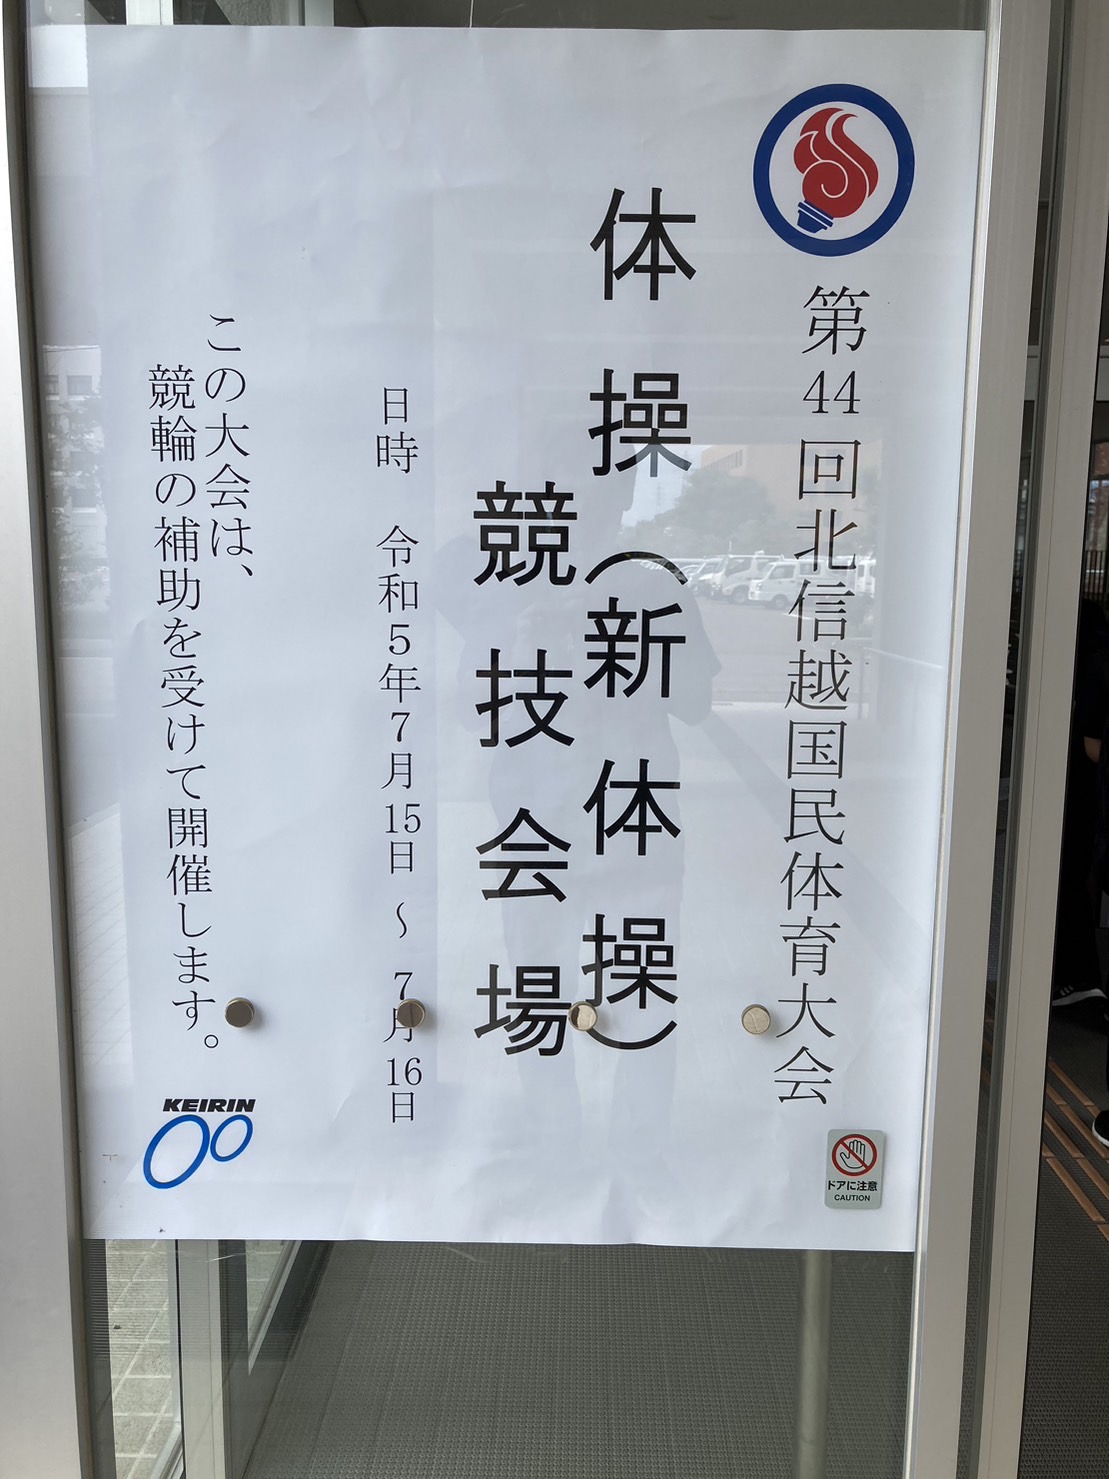 第44回北信越国民体育大会
体操(新体操)
競技会場
日時 令和5年7月15日~7月16日
この大会は、
競輪の補助を受けて開催します。
KEIRIN
ドアに注意
CAUTION